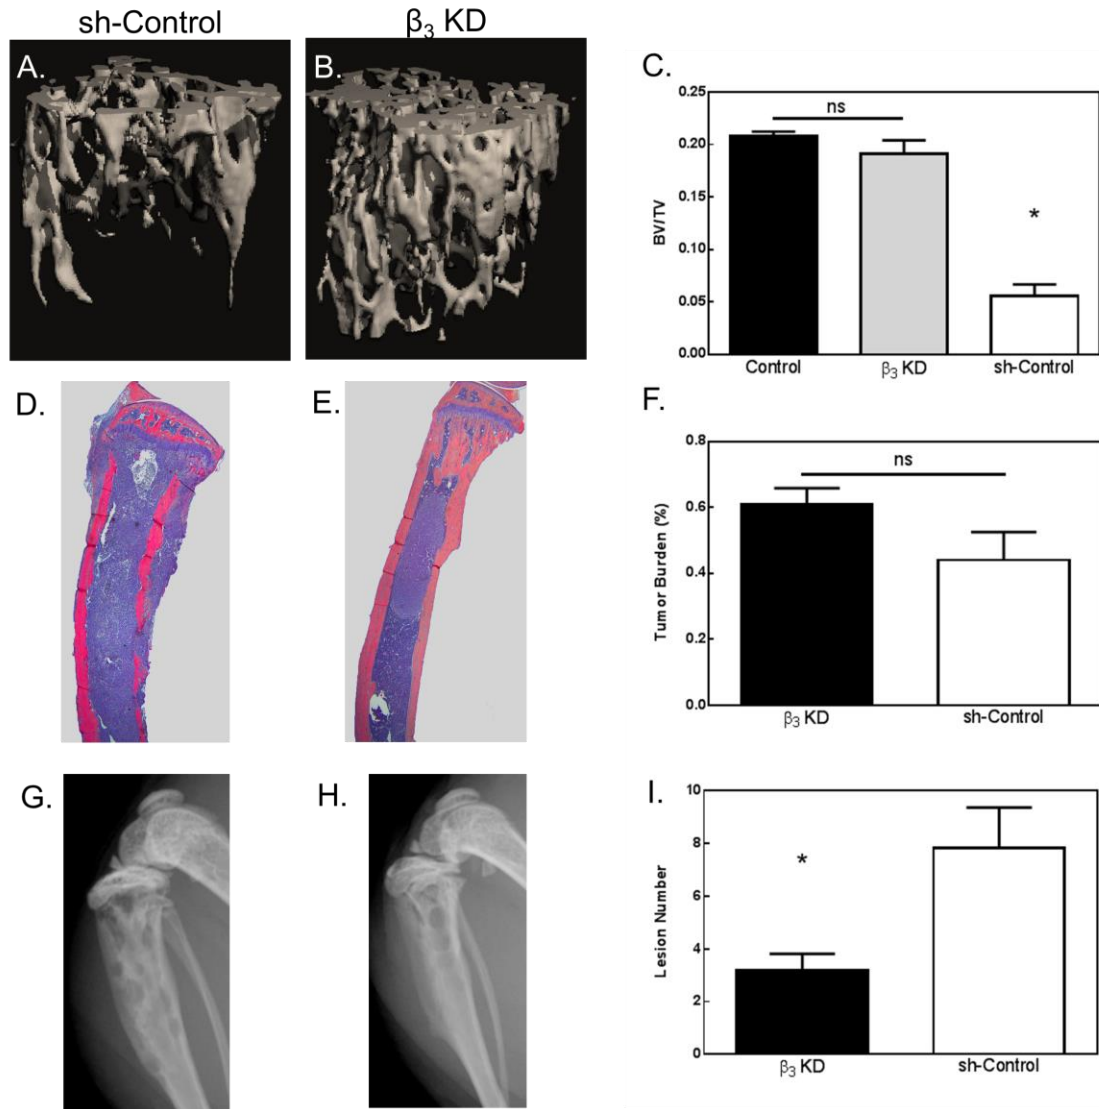 sh-Control
β₃ KD
A.
B.
C.
0.25
0.20
0.15
0.10
0.05
0.00
BV/TV
ns
*
Control
β₃ KD
sh-Control
D.
E.
F.
0.8
0.6
0.4
0.2
0.0
Tumor Burden (%)
ns
β₃ KD
sh-Control
G.
H.
I.
10
8
6
4
2
0
Lesion Number
*
β₃ KD
sh-Control